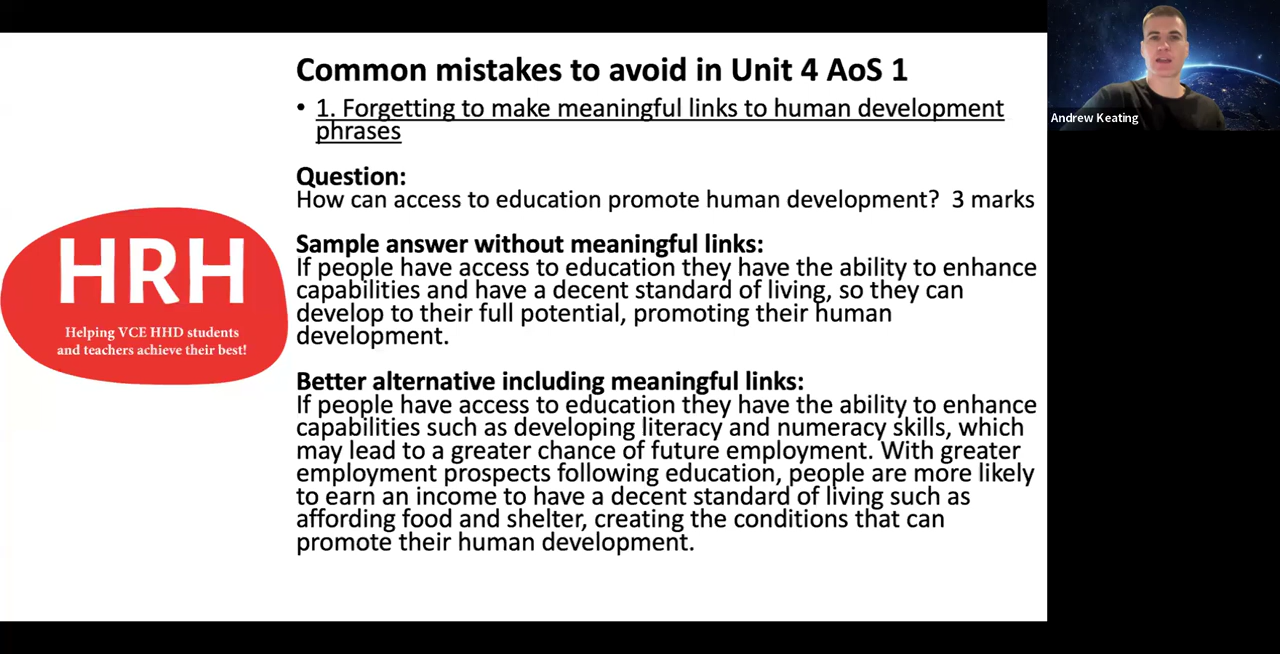 Common mistakes to avoid in Unit 4 AoS 1
• 1. Forgetting to make meaningful links to human development
phrases
Question:
How can access to education promote human development?  3 marks
Sample answer without meaningful links:
If people have access to education they have the ability to enhance
capabilities and have a decent standard of living, so they can
develop to their full potential, promoting their human
development.
Better alternative including meaningful links:
If people have access to education they have the ability to enhance
capabilities such as developing literacy and numeracy skills, which
may lead to a greater chance of future employment. With greater
employment prospects following education, people are more likely
to earn an income to have a decent standard of living such as
affording food and shelter, creating the conditions that can
promote their human development.
HRH
Helping VCE HHD students
and teachers achieve their best!
Andrew Keating